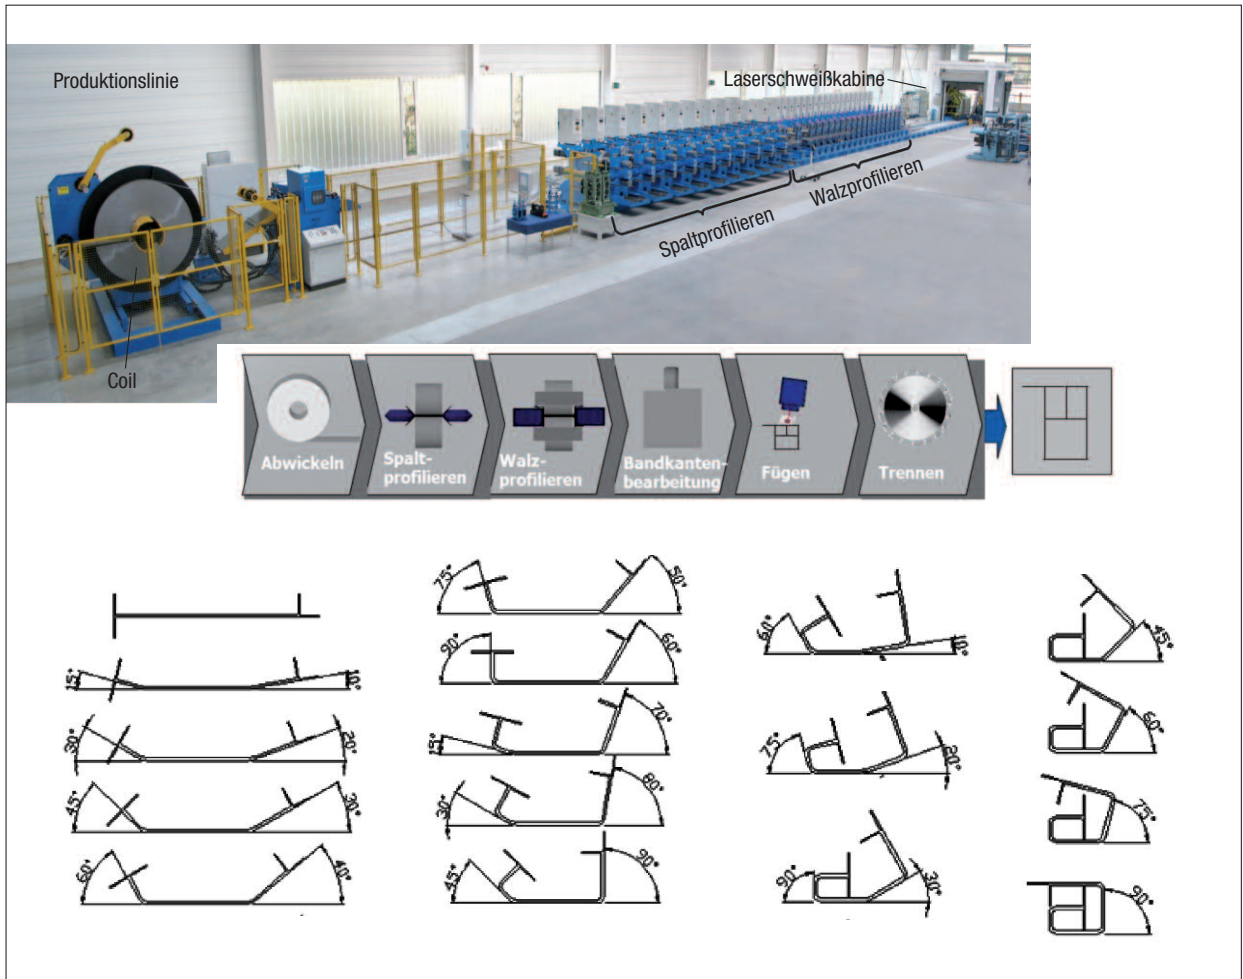 Produktionslinie
Laserschweißkabine
Walzprofilieren
Spaltprofilieren
Coil
Abwickeln
Spalt-
profilieren
Walz-
profilieren
Bandkanten-
bearbeitung
Fügen
Trennen
15°
10°
30°
20°
45°
30°
60°
40°
75°
50°
90°
60°
15°
70°
30°
80°
45°
90°
60°
10°
75°
20°
90°
30°
45°
60°
75°
90°